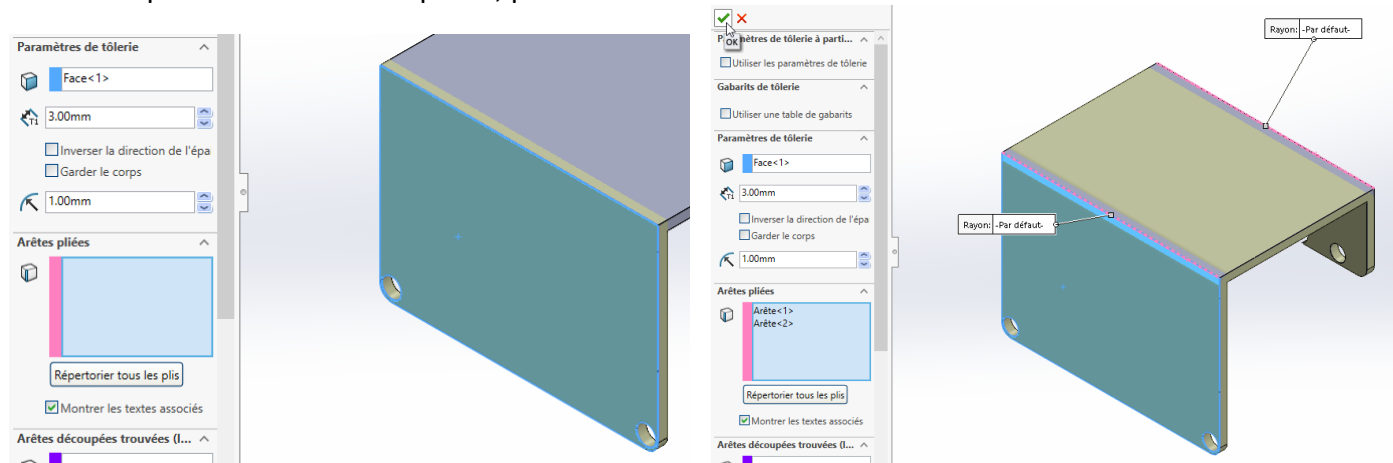 Paramètres de tôlerie
Face<1>
3.00mm
Inverser la direction de l'épa
Garder le corps
1.00mm
Arêtes pliées
Répertorier tous les plis
Montrer les textes associés
Arêtes découpées trouvées (I...
OK
mètres de tôlerie à parti...
Utiliser les paramètres de tôlerie
Gabarits de tôlerie
Utiliser une table de gabarits
Paramètres de tôlerie
Face<1>
3.00mm
Inverser la direction de l'épa
Garder le corps
1.00mm
Arêtes pliées
Arête<1>
Arête<2>
Répertorier tous les plis
Montrer les textes associés
Arêtes découpées trouvées (I...
Rayon: -Par défaut-
Rayon: -Par défaut-